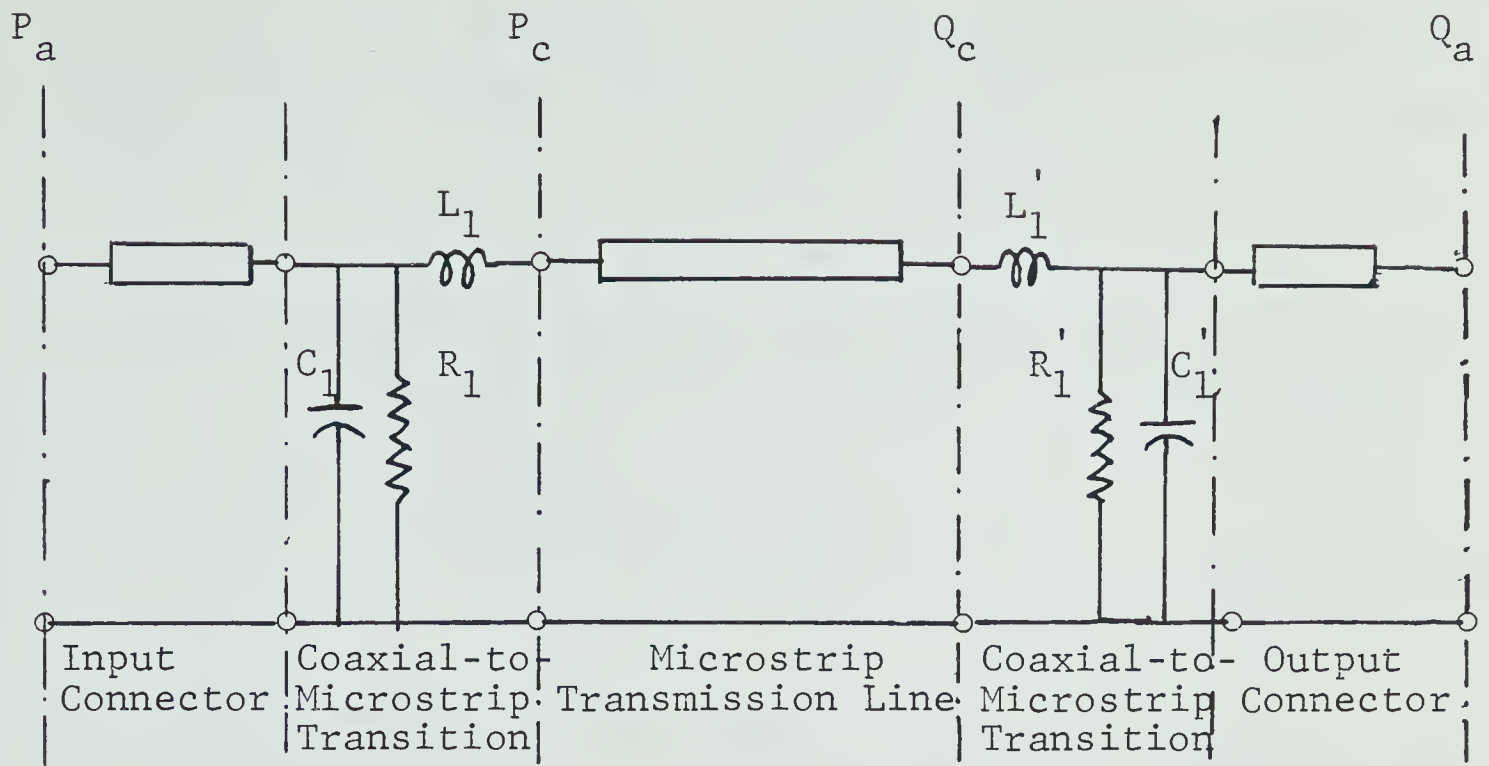 P_a P_c Q_c Q_a
L_1 L_1'
C_1 R_1 R_1' C_1'
Input
Connector
Coaxial-to-
Microstrip
Transition
Microstrip
Transmission Line
Coaxial-to-
Microstrip
Transition
Output
Connector